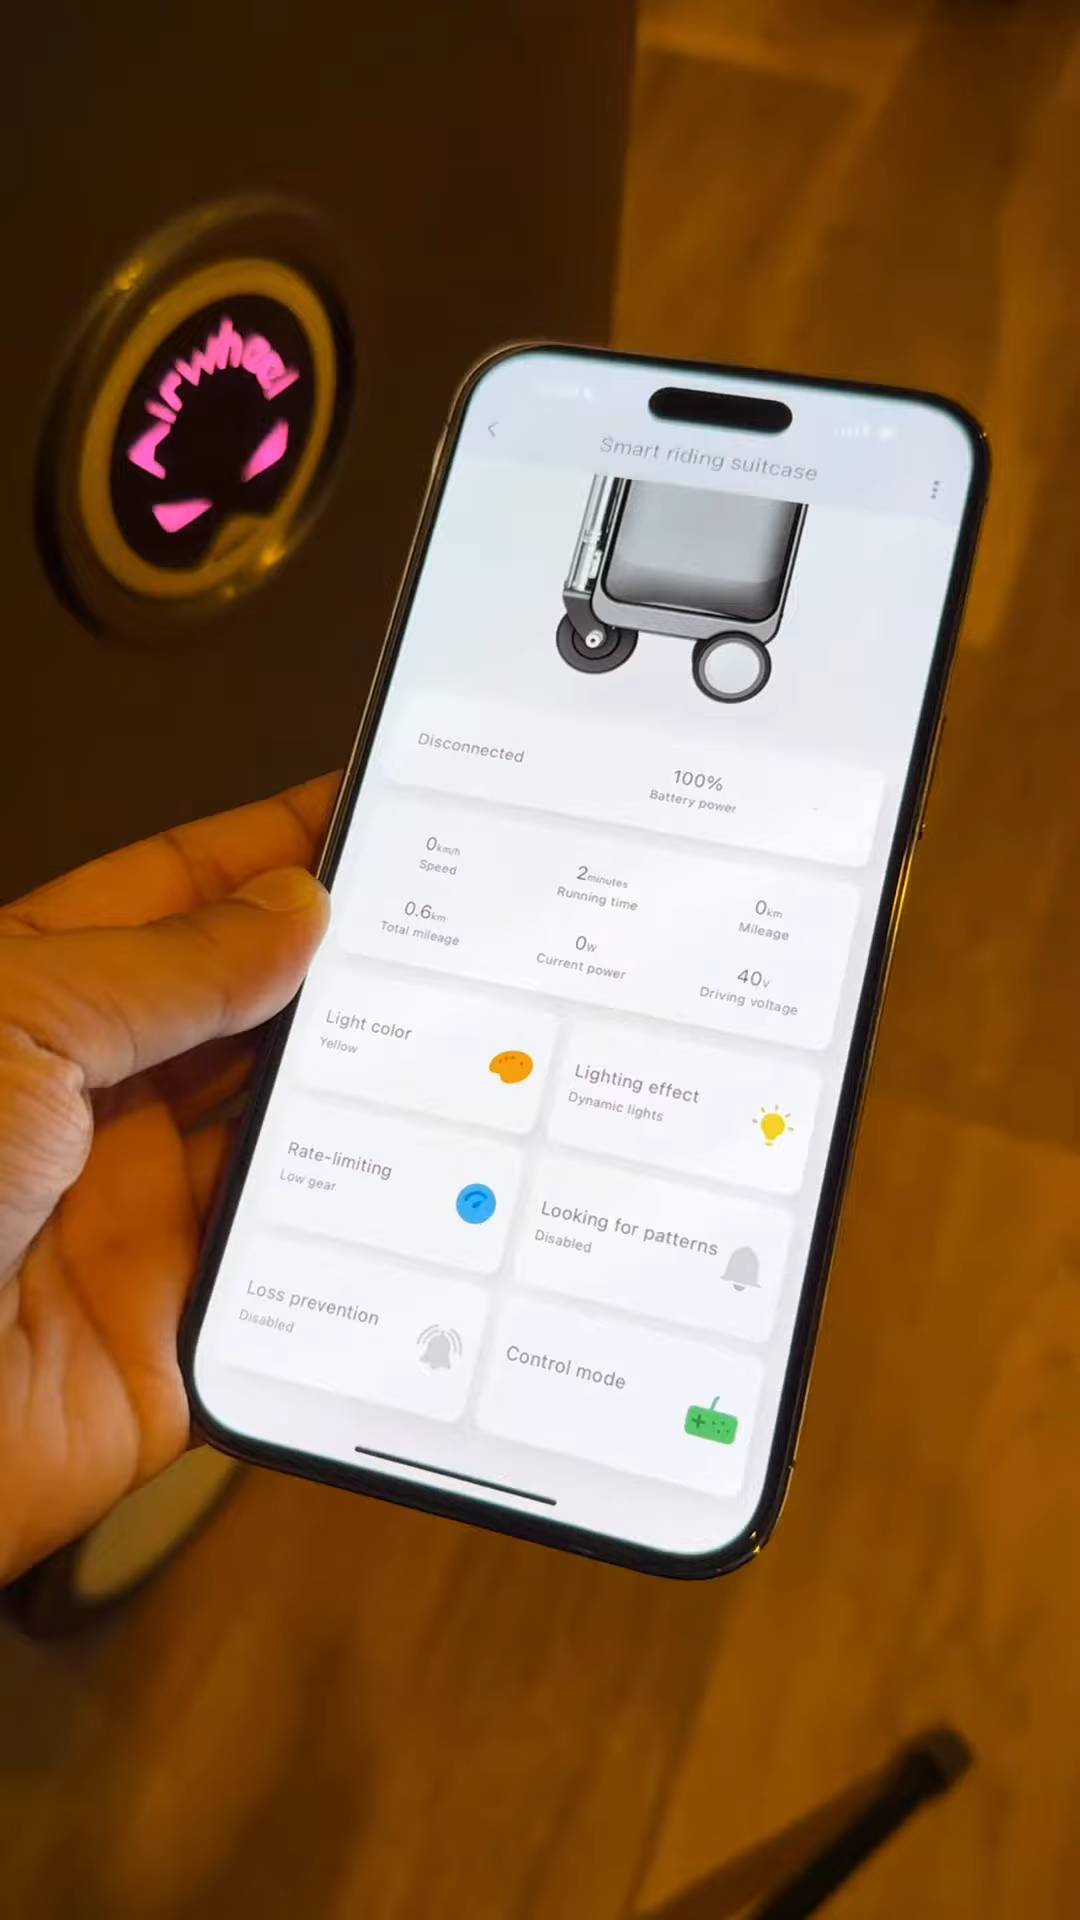 Airwheel
Smart riding suitcase
Disconnected
100%
Battery power
-
0km/h
Speed
2minutes
Running time
0km
Mileage
0.6km
Total mileage
0w
Current power
40v
Driving voltage
Light color
Yellow
Lighting effect
Dynamic lights
Rate-limiting
Low gear
Looking for patterns
Disabled
Loss prevention
Disabled
Control mode